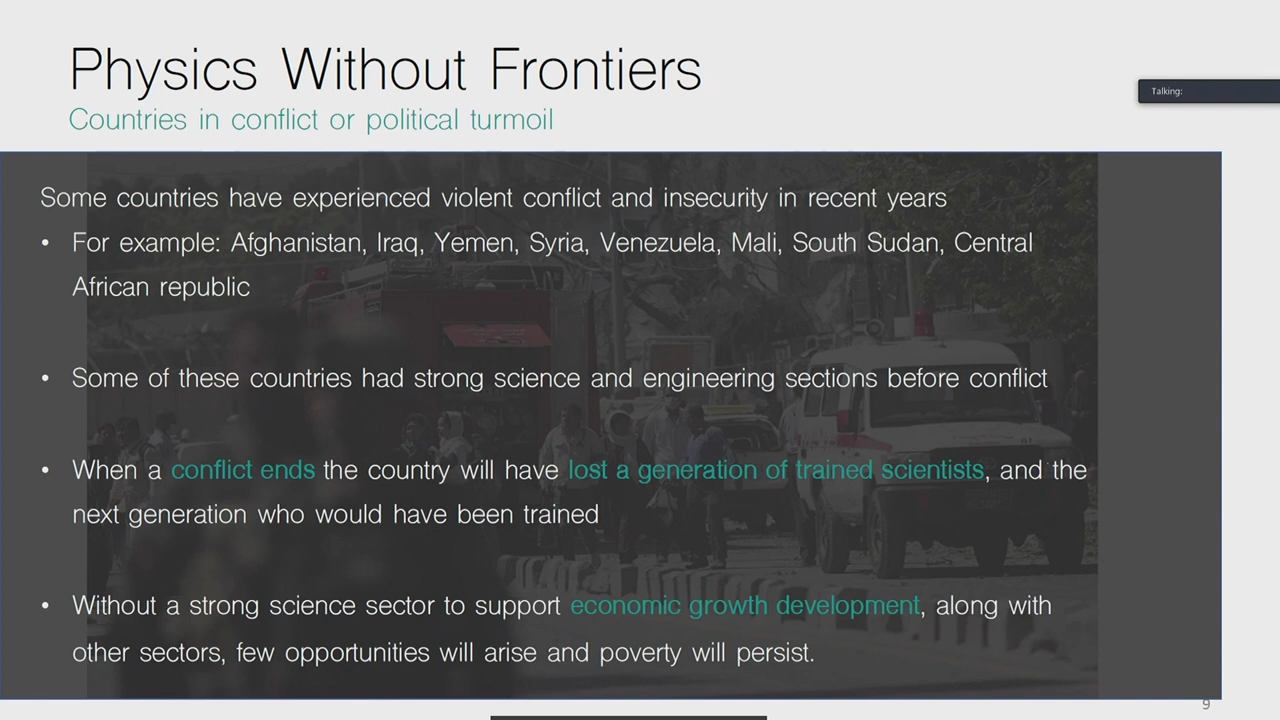 Physics Without Frontiers
Countries in conflict or political turmoil
Talking:
Some countries have experienced violent conflict and insecurity in recent years
• For example: Afghanistan, Iraq, Yemen, Syria, Venezuela, Mali, South Sudan, Central
African republic
• Some of these countries had strong science and engineering sections before conflict
• When a conflict ends the country will have lost a generation of trained scientists, and the
next generation who would have been trained
• Without a strong science sector to support economic growth development, along with
other sectors, few opportunities will arise and poverty will persist.
9